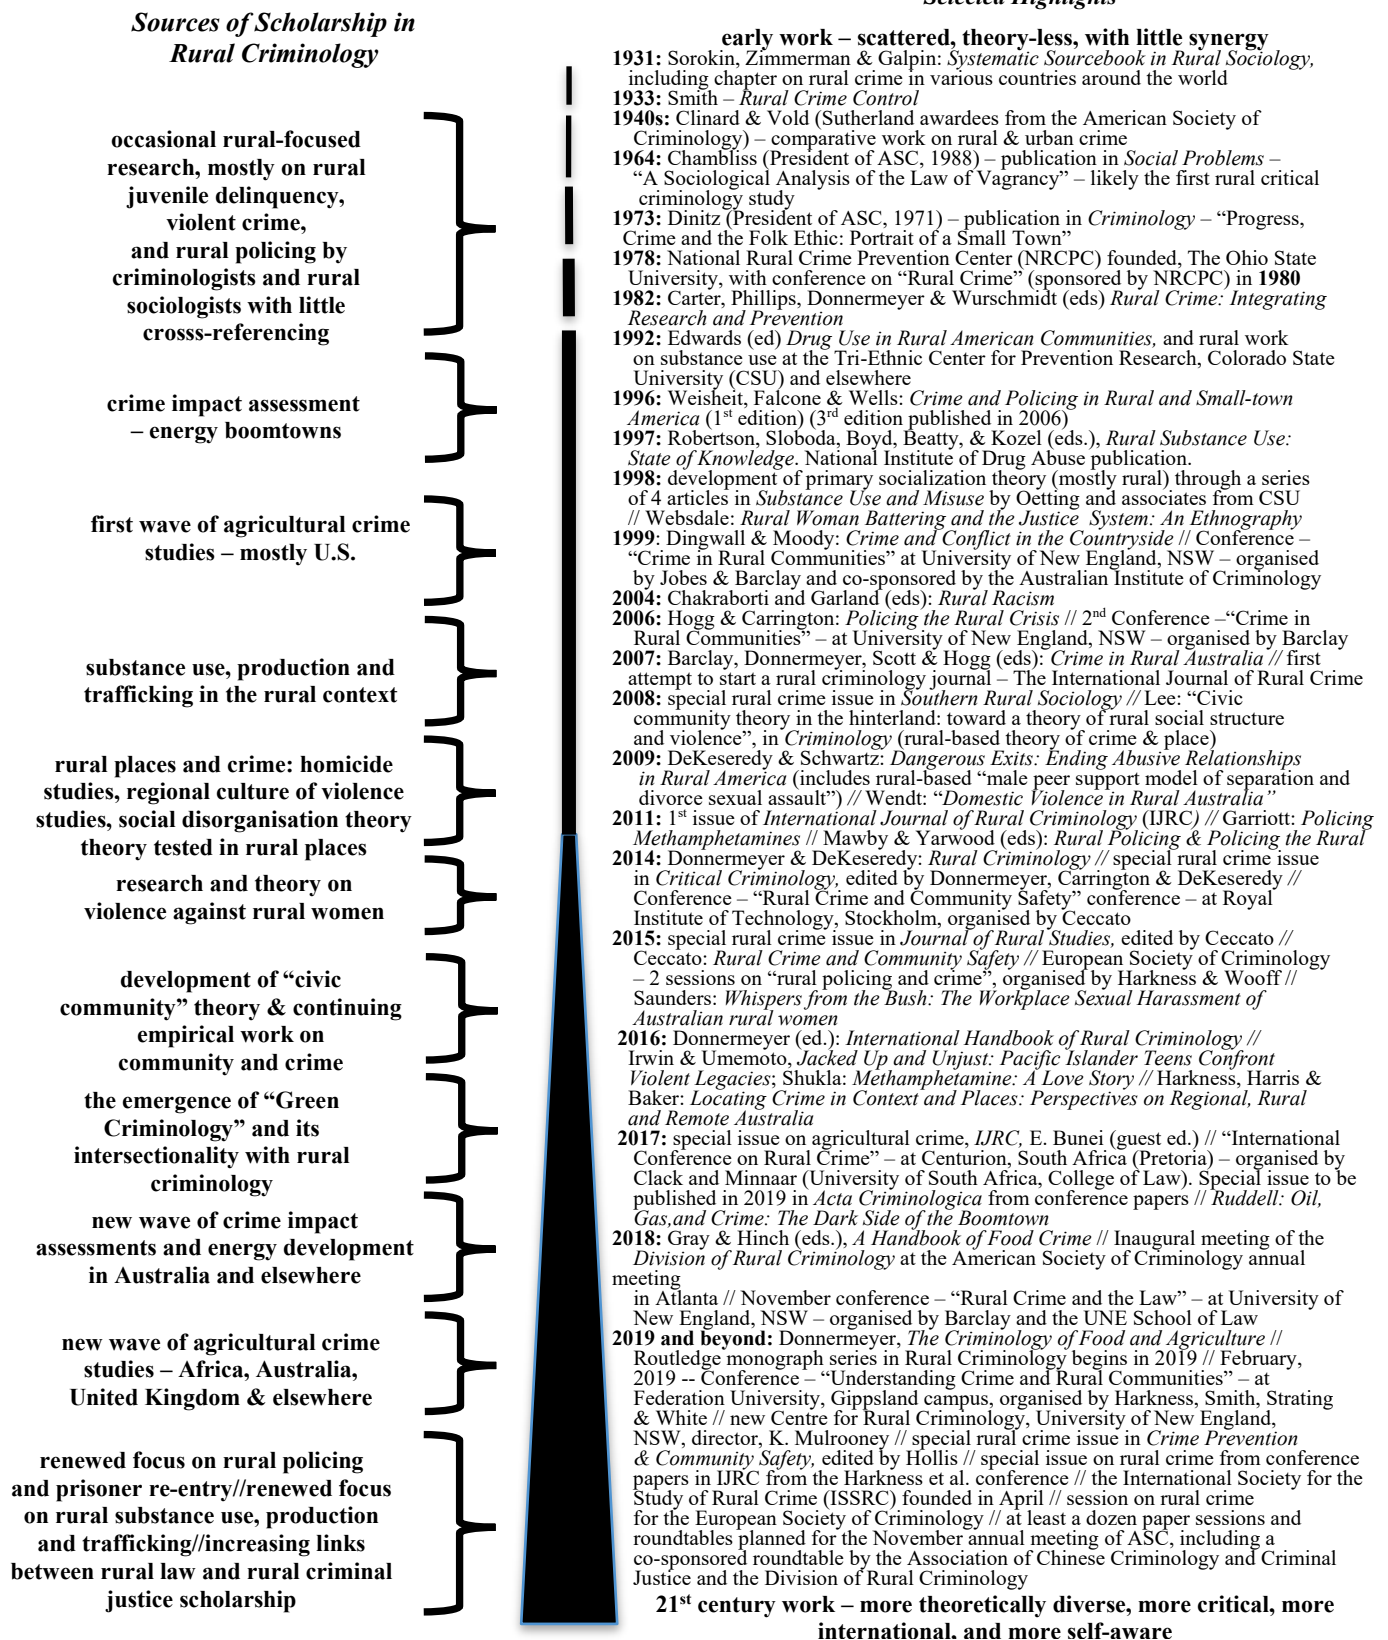 Sources of Scholarship in
Rural Criminology
occasional rural-focused
research, mostly on rural
juvenile delinquency,
violent crime,
and rural policing by
criminologists and rural
sociologists with little
crosss-referencing
crime impact assessment
– energy boomtowns
first wave of agricultural crime
studies – mostly U.S.
substance use, production and
trafficking in the rural context
rural places and crime: homicide
studies, regional culture of violence
studies, social disorganisation theory
theory tested in rural places
research and theory on
violence against rural women
development of “civic
community” theory & continuing
empirical work on
community and crime
the emergence of “Green
Criminology” and its
intersectionality with rural
criminology
new wave of crime impact
assessments and energy development
in Australia and elsewhere
new wave of agricultural crime
studies – Africa, Australia,
United Kingdom & elsewhere
renewed focus on rural policing
and prisoner re-entry//renewed focus
on rural substance use, production
and trafficking//increasing links
between rural law and rural criminal
justice scholarship
Selected Highlights
early work – scattered, theory-less, with little synergy
1931: Sorokin, Zimmerman & Galpin: Systematic Sourcebook in Rural Sociology,
including chapter on rural crime in various countries around the world
1933: Smith – Rural Crime Control
1940s: Clinard & Vold (Sutherland awardees from the American Society of
Criminology) – comparative work on rural & urban crime
1964: Chambliss (President of ASC, 1988) – publication in Social Problems –
“A Sociological Analysis of the Law of Vagrancy” – likely the first rural critical
criminology study
1973: Dinitz (President of ASC, 1971) – publication in Criminology – “Progress,
Crime and the Folk Ethic: Portrait of a Small Town”
1978: National Rural Crime Prevention Center (NRCPC) founded, The Ohio State
University, with conference on “Rural Crime” (sponsored by NRCPC) in 1980
1982: Carter, Phillips, Donnermeyer & Wurschmidt (eds) Rural Crime: Integrating
Research and Prevention
1992: Edwards (ed) Drug Use in Rural American Communities, and rural work
on substance use at the Tri-Ethnic Center for Prevention Research, Colorado State
University (CSU) and elsewhere
1996: Weisheit, Falcone & Wells: Crime and Policing in Rural and Small-town
America (1st edition) (3rd edition published in 2006)
1997: Robertson, Sloboda, Boyd, Beatty, & Kozel (eds.), Rural Substance Use:
State of Knowledge. National Institute of Drug Abuse publication.
1998: development of primary socialization theory (mostly rural) through a series
of 4 articles in Substance Use and Misuse by Oetting and associates from CSU
// Websdale: Rural Woman Battering and the Justice System: An Ethnography
1999: Dingwall & Moody: Crime and Conflict in the Countryside // Conference –
“Crime in Rural Communities” at University of New England, NSW – organised
by Jobes & Barclay and co-sponsored by the Australian Institute of Criminology
2004: Chakraborti and Garland (eds): Rural Racism
2006: Hogg & Carrington: Policing the Rural Crisis // 2nd Conference –“Crime in
Rural Communities” – at University of New England, NSW – organised by Barclay
2007: Barclay, Donnermeyer, Scott & Hogg (eds): Crime in Rural Australia // first
attempt to start a rural criminology journal – The International Journal of Rural Crime
2008: special rural crime issue in Southern Rural Sociology // Lee: “Civic
community theory in the hinterland: toward a theory of rural social structure
and violence”, in Criminology (rural-based theory of crime & place)
2009: DeKeseredy & Schwartz: Dangerous Exits: Ending Abusive Relationships
in Rural America (includes rural-based “male peer support model of separation and
divorce sexual assault”) // Wendt: “Domestic Violence in Rural Australia”
2011: 1st issue of International Journal of Rural Criminology (IJRC) // Garriott: Policing
Methamphetamines // Mawby & Yarwood (eds): Rural Policing & Policing the Rural
2014: Donnermeyer & DeKeseredy: Rural Criminology // special rural crime issue
in Critical Criminology, edited by Donnermeyer, Carrington & DeKeseredy //
Conference – “Rural Crime and Community Safety” conference – at Royal
Institute of Technology, Stockholm, organised by Ceccato
2015: special rural crime issue in Journal of Rural Studies, edited by Ceccato //
Ceccato: Rural Crime and Community Safety // European Society of Criminology
– 2 sessions on “rural policing and crime”, organised by Harkness & Wooff //
Saunders: Whispers from the Bush: The Workplace Sexual Harassment of
Australian rural women
2016: Donnermeyer (ed.): International Handbook of Rural Criminology //
Irwin & Umemoto, Jacked Up and Unjust: Pacific Islander Teens Confront
Violent Legacies; Shukla: Methamphetamine: A Love Story // Harkness, Harris &
Baker: Locating Crime in Context and Places: Perspectives on Regional, Rural
and Remote Australia
2017: special issue on agricultural crime, IJRC, E. Bunei (guest ed.) // “International
Conference on Rural Crime” – at Centurion, South Africa (Pretoria) – organised by
Clack and Minnaar (University of South Africa, College of Law). Special issue to be
published in 2019 in Acta Criminologica from conference papers // Ruddell: Oil,
Gas,and Crime: The Dark Side of the Boomtown
2018: Gray & Hinch (eds.), A Handbook of Food Crime // Inaugural meeting of the
Division of Rural Criminology at the American Society of Criminology annual
meeting
in Atlanta // November conference – “Rural Crime and the Law” – at University of
New England, NSW – organised by Barclay and the UNE School of Law
2019 and beyond: Donnermeyer, The Criminology of Food and Agriculture //
Routledge monograph series in Rural Criminology begins in 2019 // February,
2019 -- Conference – “Understanding Crime and Rural Communities” – at
Federation University, Gippsland campus, organised by Harkness, Smith, Strating
& White // new Centre for Rural Criminology, University of New England,
NSW, director, K. Mulrooney // special rural crime issue in Crime Prevention
& Community Safety, edited by Hollis // special issue on rural crime from conference
papers in IJRC from the Harkness et al. conference // the International Society for the
Study of Rural Crime (ISSRC) founded in April // session on rural crime
for the European Society of Criminology // at least a dozen paper sessions and
roundtables planned for the November annual meeting of ASC, including a
co-sponsored roundtable by the Association of Chinese Criminology and Criminal
Justice and the Division of Rural Criminology
21st century work – more theoretically diverse, more critical, more
international, and more self-aware